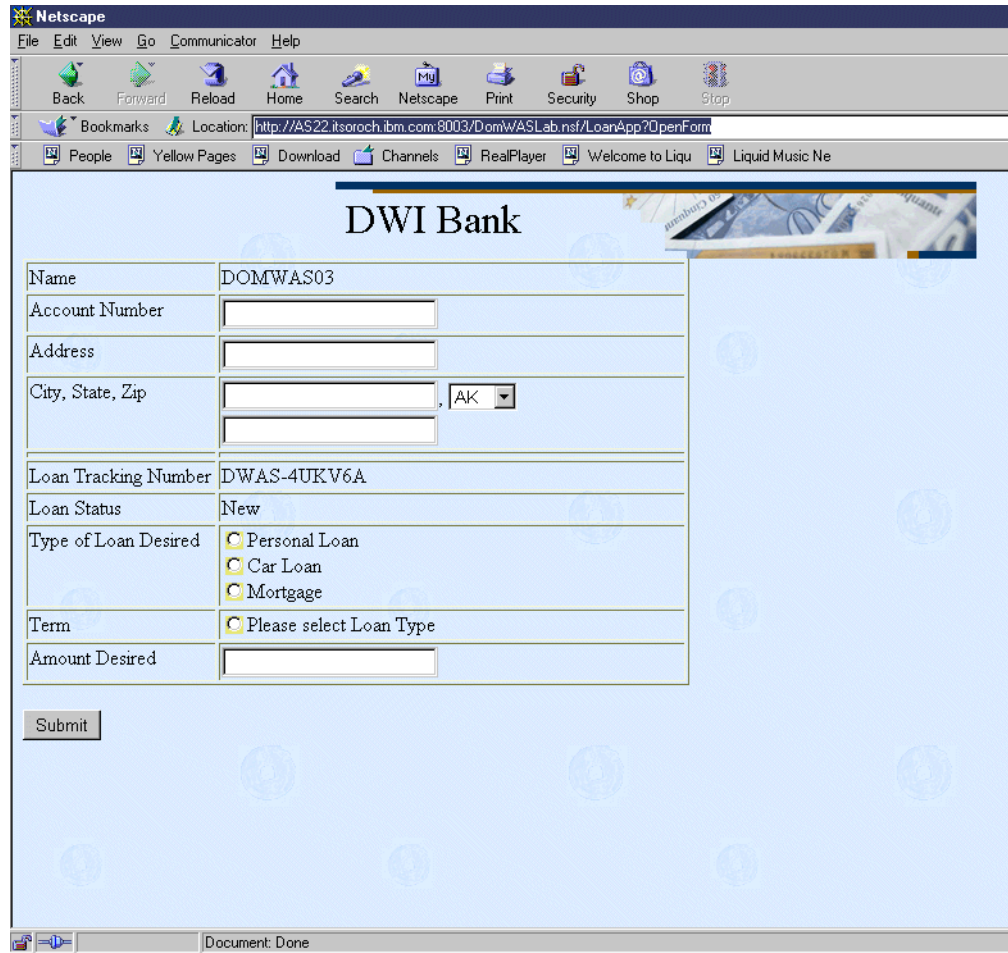 Netscape
File Edit View Go Communicator Help
Back Forward Reload Home Search Netscape Print Security Shop Stop
Bookmarks Location: http://AS22.itsoroch.ibm.com:8003/DomWASLab.nsf/LoanApp?OpenForm
People Yellow Pages Download Channels RealPlayer Welcome to Liqu Liquid Music Ne
DWI Bank
Name DOMWAS03
Account Number
Address
City, State, Zip , AK
Loan Tracking Number DWAS-4UKV6A
Loan Status New
Type of Loan Desired Personal Loan
Car Loan
Mortgage
Term Please select Loan Type
Amount Desired
Submit
Document: Done